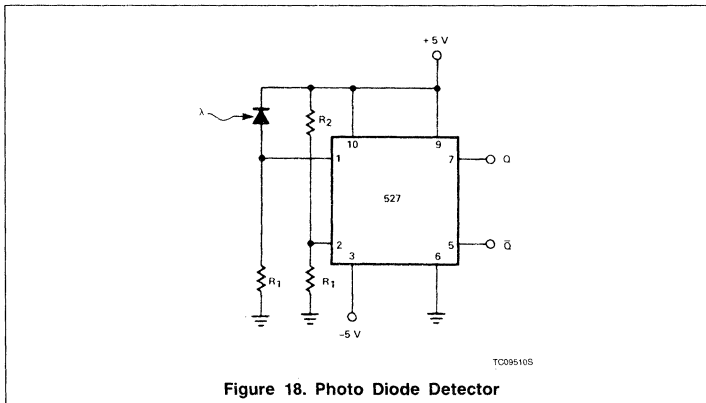 + 5 V
λ
R2
10
9
1
7
Q
527
2
5
Q̄
3
6
R1
R1
−5 V
TC09510S
Figure 18. Photo Diode Detector